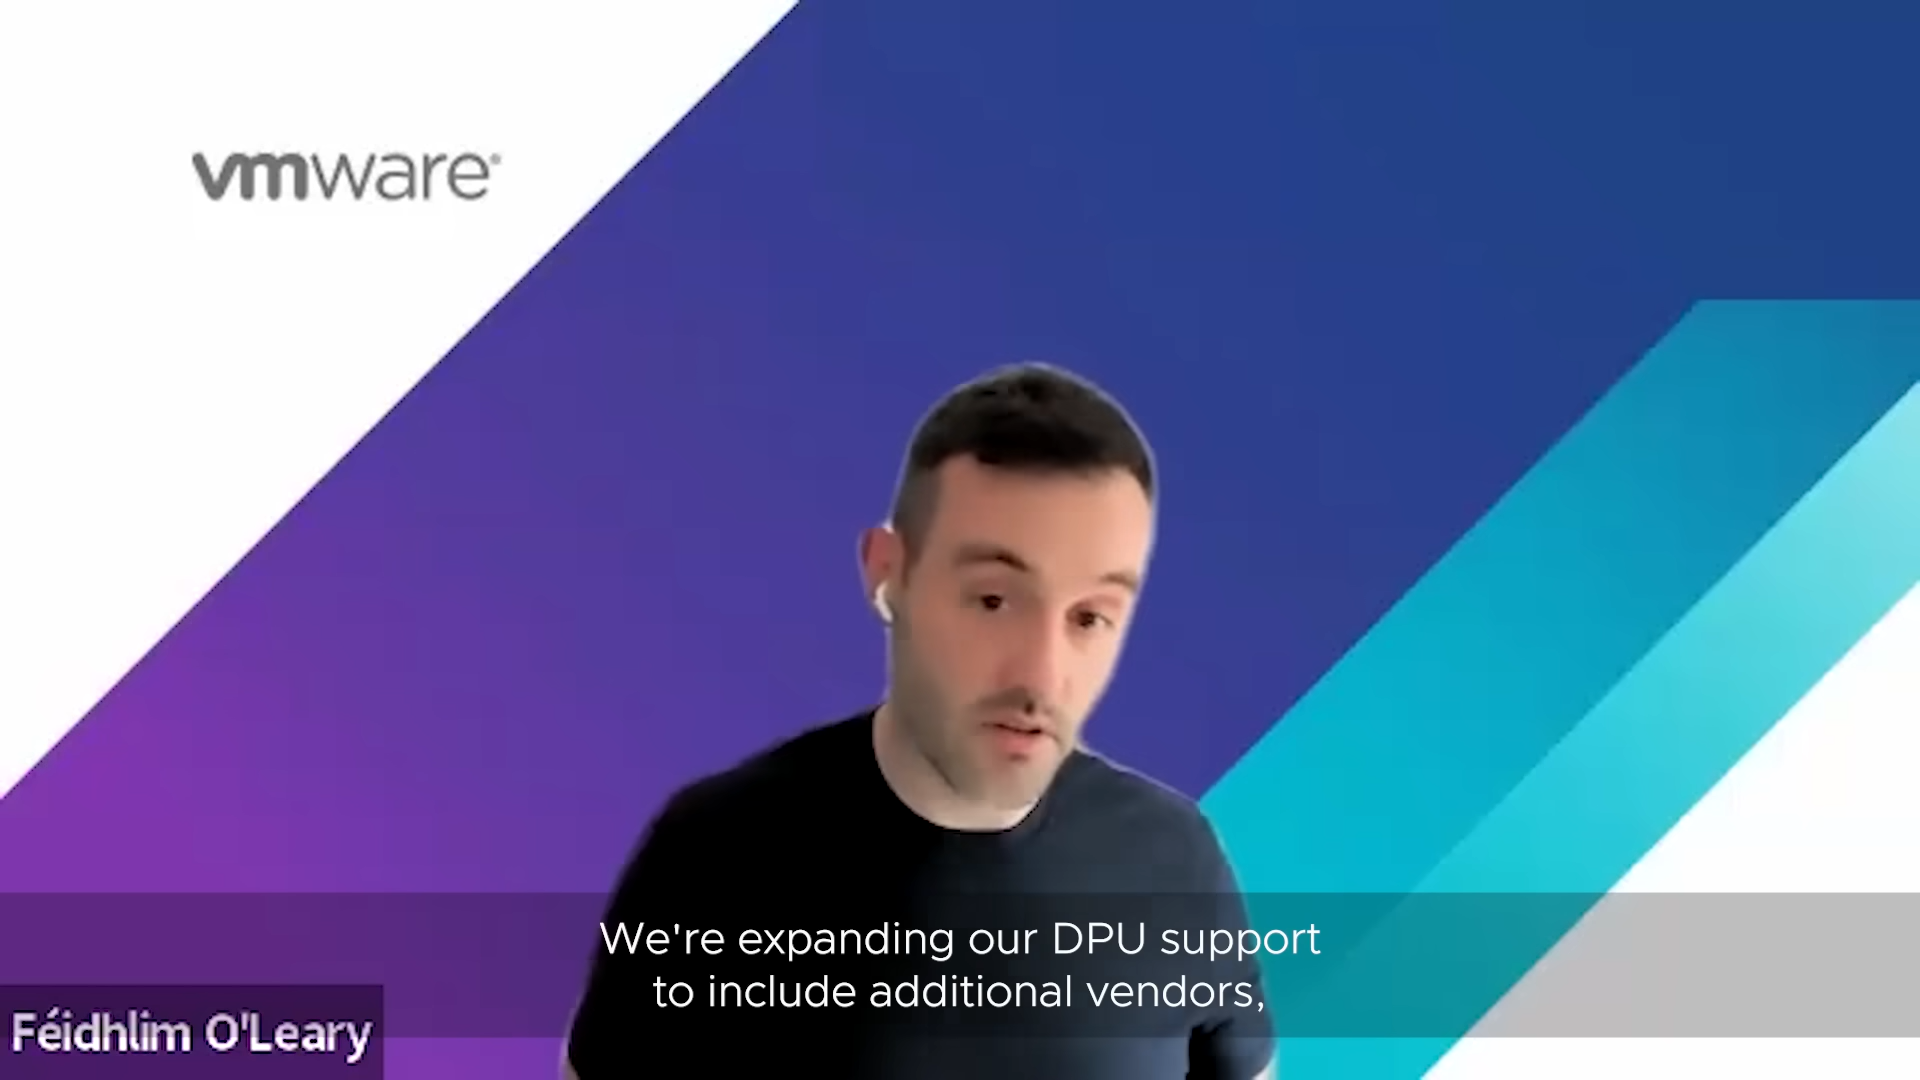 vmware®
We're expanding our DPU support
to include additional vendors,
Féidhlim O'Leary